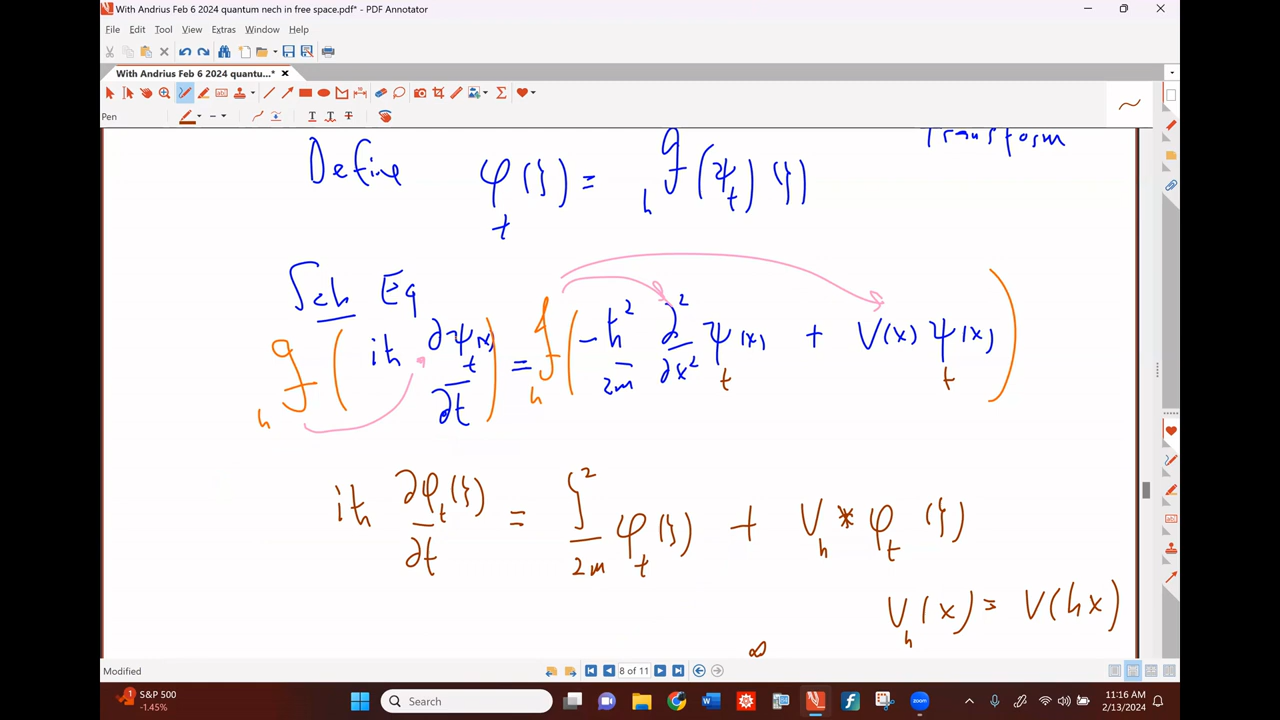 With Andrius Feb 6 2024 quantum nech in free space.pdf* - PDF Annotator
File Edit Tool View Extras Window Help
With Andrius Feb 6 2024 quantu...* ×
Pen
Transform
Define φ_t(ξ) = _h ℱ(ψ_t)(ξ)
Sch Eq
_h ℱ( iħ ∂ψ_t(x)/∂t ) = ℱ_h( -ħ²/2m ∂²/∂x² ψ_t(x) + V(x) ψ_t(x) )
iħ ∂φ_t(ξ)/∂t = ξ²/2m φ_t(ξ) + V_h * φ_t(ξ)
V_h(x) = V(hx)
∞
Modified
8 of 11
S&P 500
-1.45%
Search
11:16 AM
2/13/2024